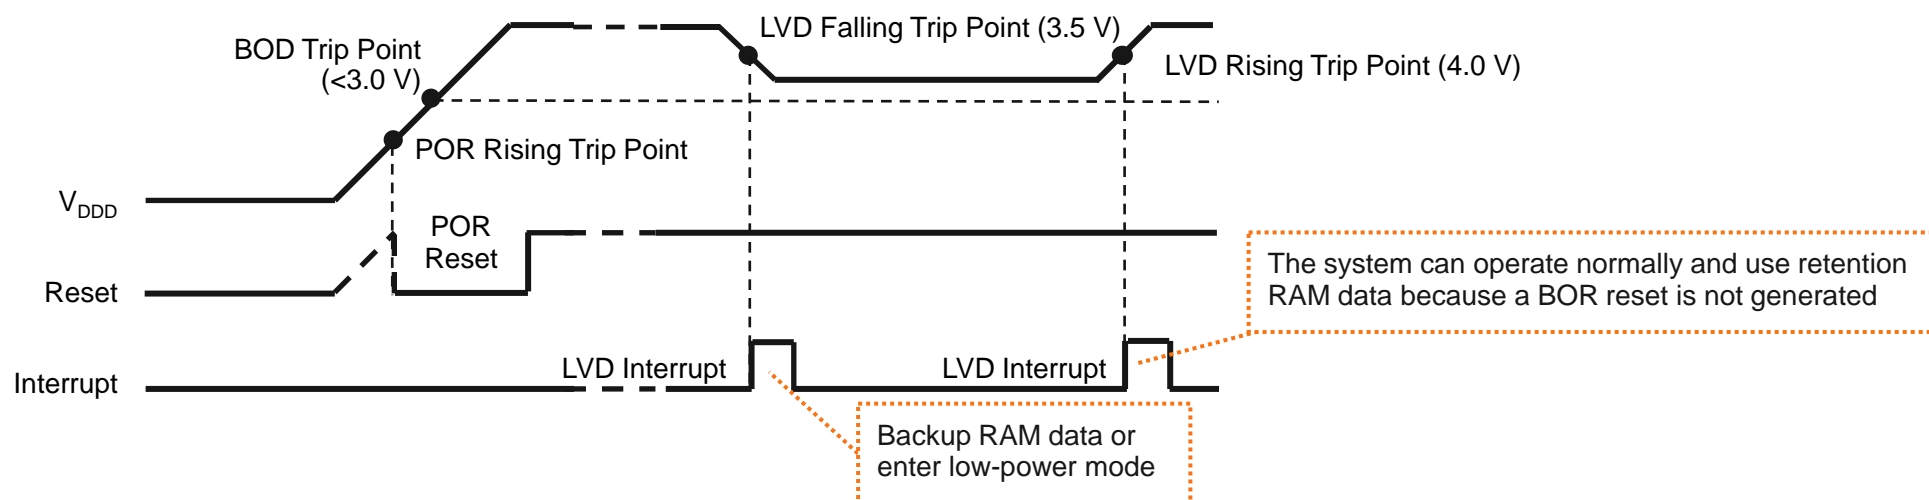 LVD Falling Trip Point (3.5 V)
BOD Trip Point
(<3.0 V)
LVD Rising Trip Point (4.0 V)
POR Rising Trip Point
VDDD
POR
Reset
Reset
The system can operate normally and use retention
RAM data because a BOR reset is not generated
LVD Interrupt
LVD Interrupt
Interrupt
Backup RAM data or
enter low-power mode